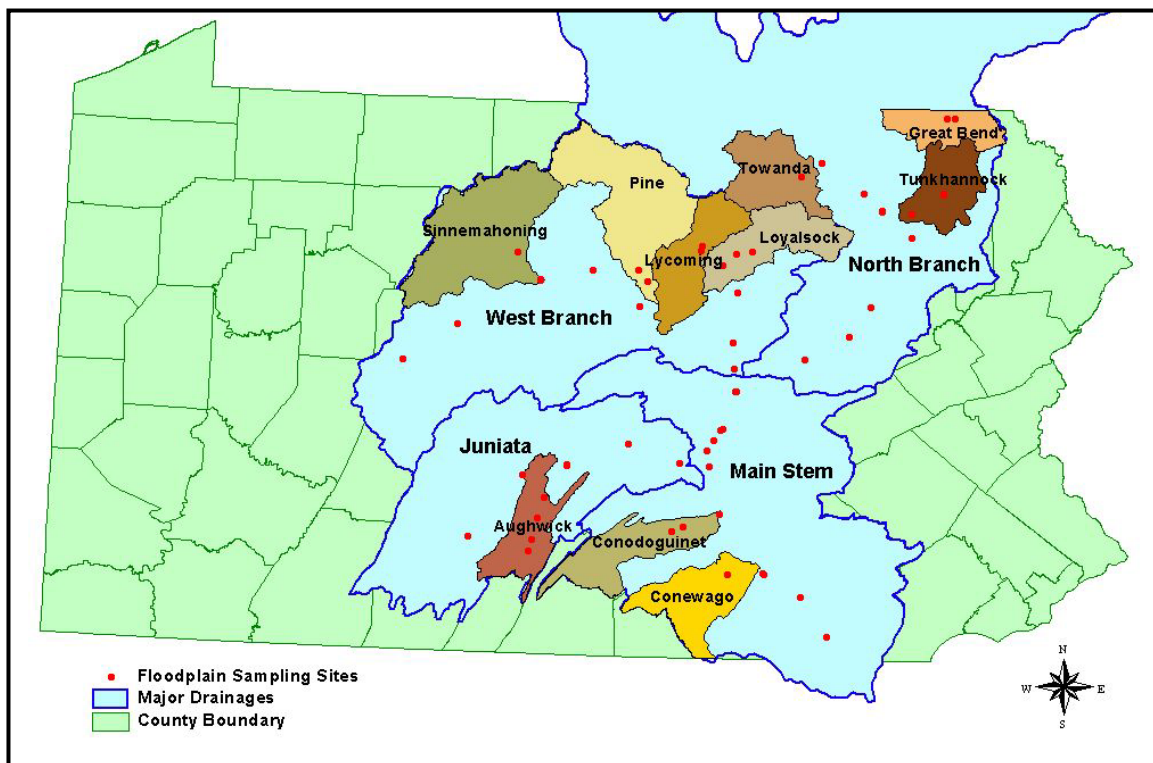 Great Bend
Towanda
Tunkhannock
Pine
Sinnemahoning
Loyalsock
Lycoming
North Branch
West Branch
Juniata
Main Stem
Aughwick
Conodoguinet
Conewago
Floodplain Sampling Sites
Major Drainages
County Boundary
N
W E
S